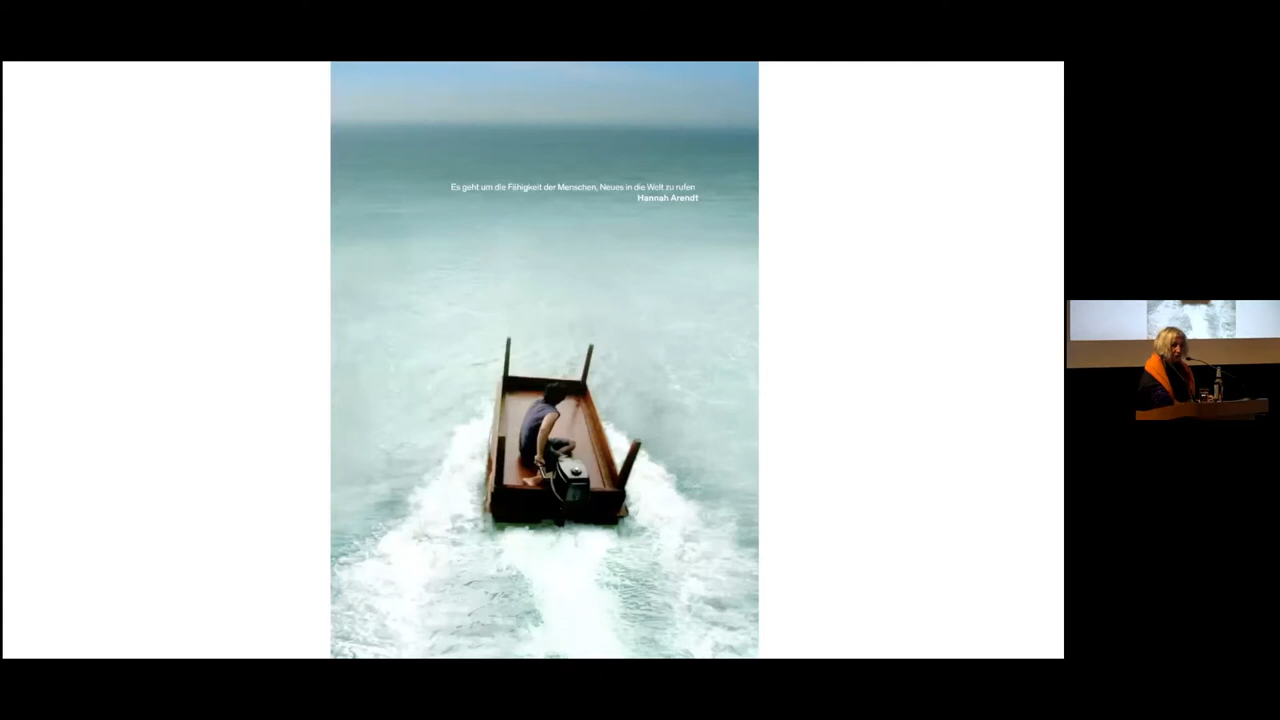 Es geht um die Fähigkeit der Menschen, Neues in die Welt zu rufen
Hannah Arendt